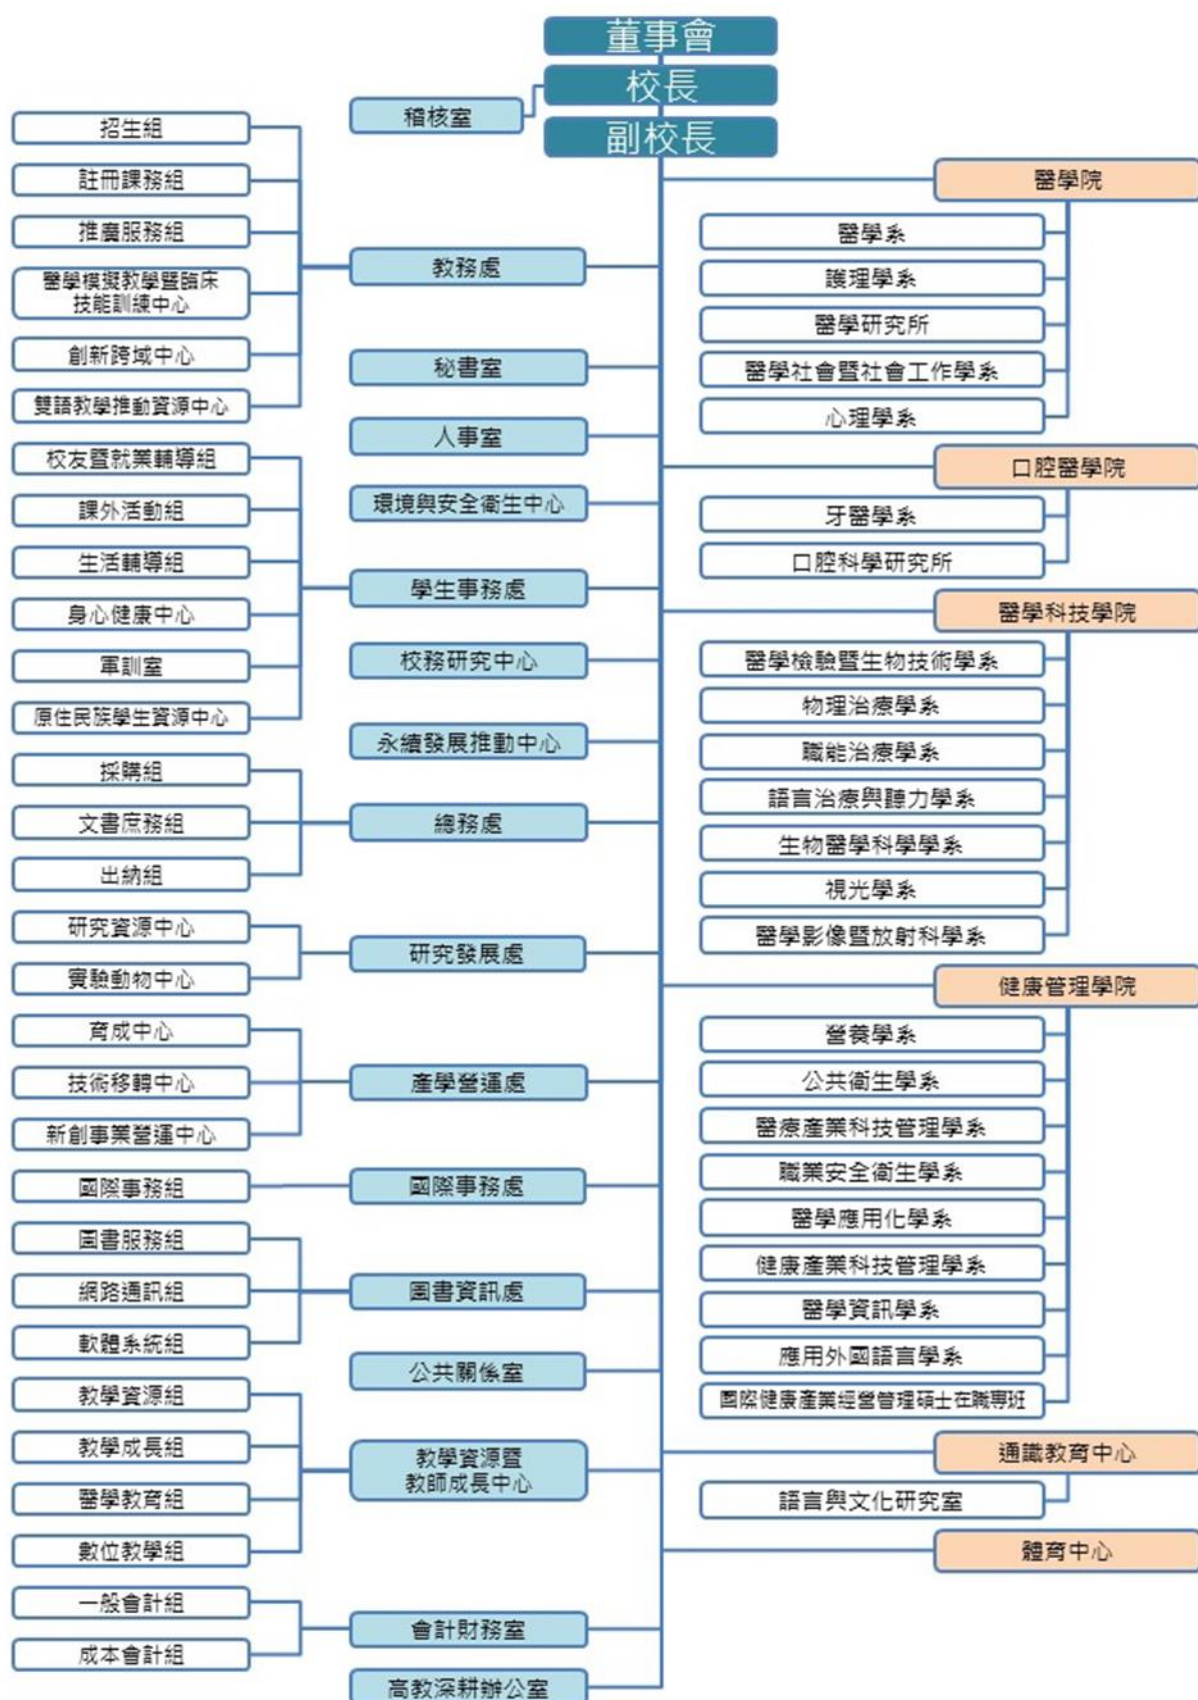 董事會
校長
副校長
稽核室
招生組
註冊課務組
推廣服務組
醫學模擬教學暨臨床
技能訓練中心
創新跨域中心
雙語教學推動資源中心
校友暨就業輔導組
課外活動組
生活輔導組
身心健康中心
軍訓室
原住民族學生資源中心
採購組
文書庶務組
出納組
研究資源中心
實驗動物中心
育成中心
技術移轉中心
新創事業營運中心
國際事務組
圖書服務組
網路通訊組
軟體系統組
教學資源組
教學成長組
醫學教育組
數位教學組
一般會計組
成本會計組
教務處
秘書室
人事室
環境與安全衛生中心
學生事務處
校務研究中心
永續發展推動中心
總務處
研究發展處
產學營運處
國際事務處
圖書資訊處
公共關係室
教學資源暨
教師成長中心
會計財務室
高教深耕辦公室
醫學院
醫學系
護理學系
醫學研究所
醫學社會暨社會工作學系
心理學系
口腔醫學院
牙醫學系
口腔科學研究所
醫學科技學院
醫學檢驗暨生物技術學系
物理治療學系
職能治療學系
語言治療與聽力學系
生物醫學科學學系
視光學系
醫學影像暨放射科學系
健康管理學院
營養學系
公共衛生學系
醫療產業科技管理學系
職業安全衛生學系
醫學應用化學系
健康產業科技管理學系
醫學資訊學系
應用外國語言學系
國際健康產業經營管理碩士在職專班
通識教育中心
語言與文化研究室
體育中心